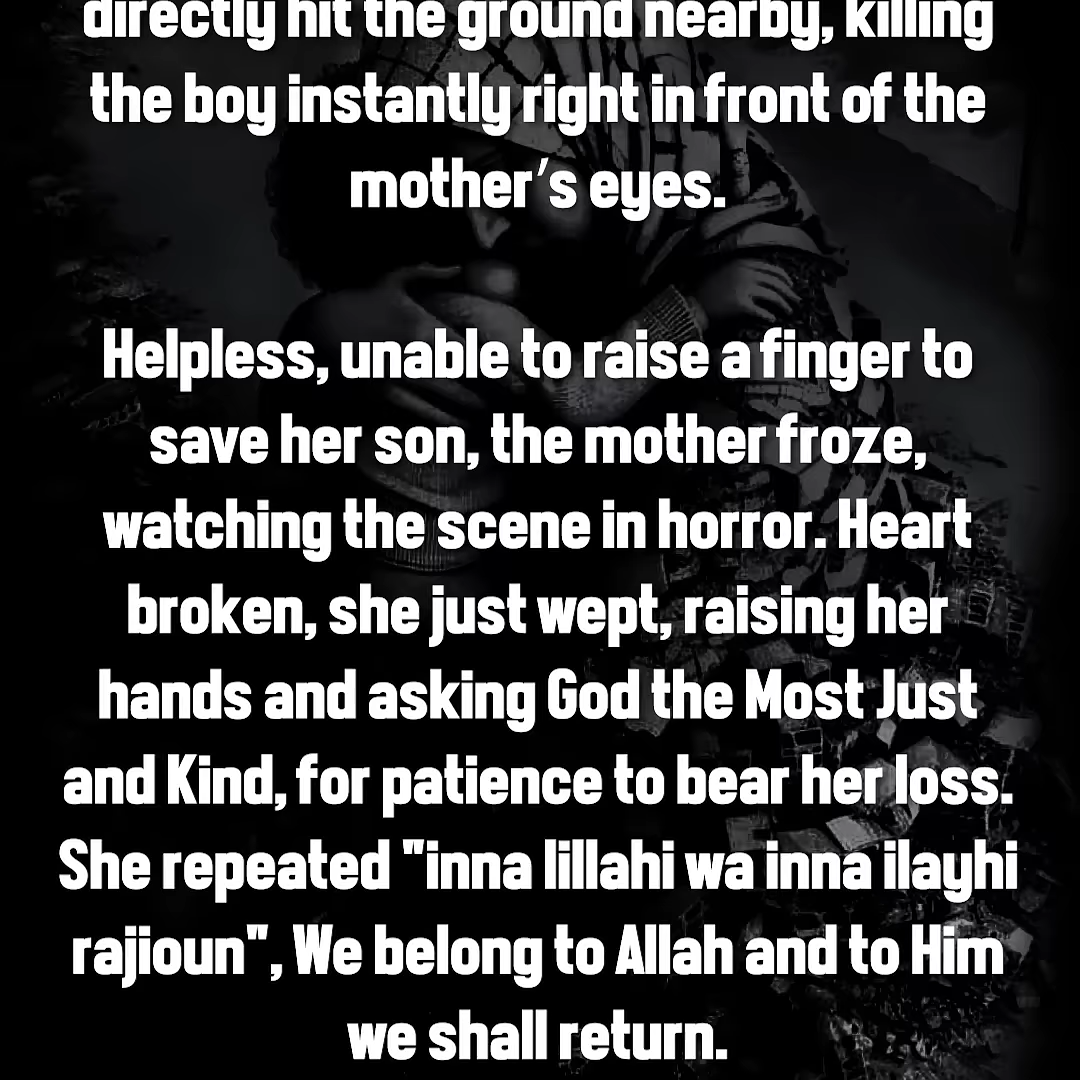 directly hit the ground nearby, killing
the boy instantly right in front of the
mother's eyes.
Helpless, unable to raise a finger to
save her son, the mother froze,
watching the scene in horror. Heart
broken, she just wept, raising her
hands and asking God the Most Just
and Kind, for patience to bear her loss.
She repeated "inna lillahi wa inna ilayhi
rajioun", We belong to Allah and to Him
we shall return.